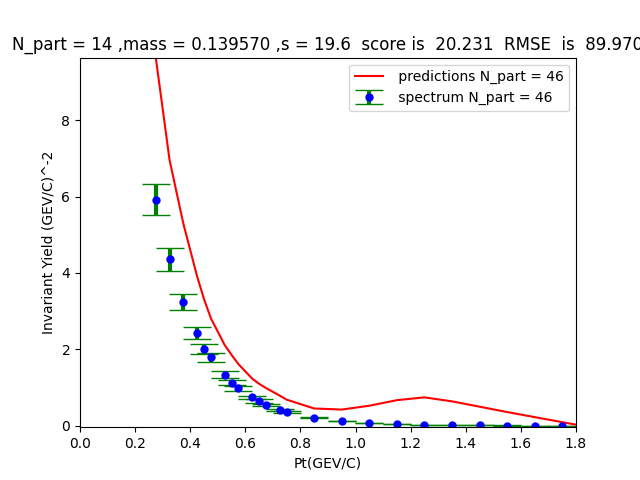 N_part = 14 ,mass = 0.139570 ,s = 19.6  score is  20.231  RMSE  is  89.970
predictions N_part = 46
spectrum N_part = 46
Invariant Yield (GEV/C)^-2
8
6
4
2
0
0.0 0.2 0.4 0.6 0.8 1.0 1.2 1.4 1.6 1.8
Pt(GEV/C)